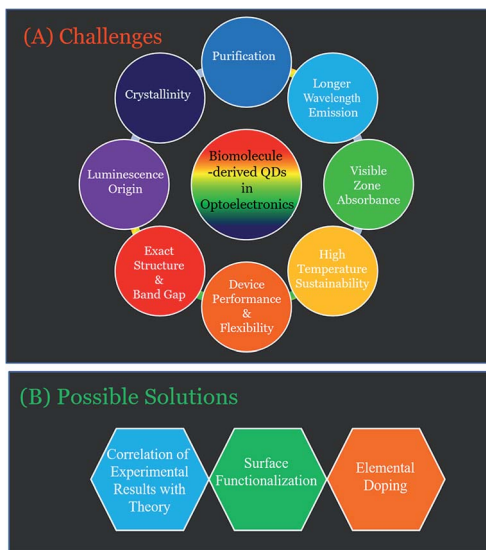 (A) Challenges
Purification
Longer
Wavelength
Emission
Visible
Zone
Absorbance
High
Temperature
Sustainability
Device
Performance
&
Flexibility
Exact
Structure
&
Band Gap
Luminescence
Origin
Crystallinity
Biomolecule
-derived QDs
in
Optoelectronics
(B) Possible Solutions
Correlation of
Experimental
Results with
Theory
Surface
Functionalization
Elemental
Doping